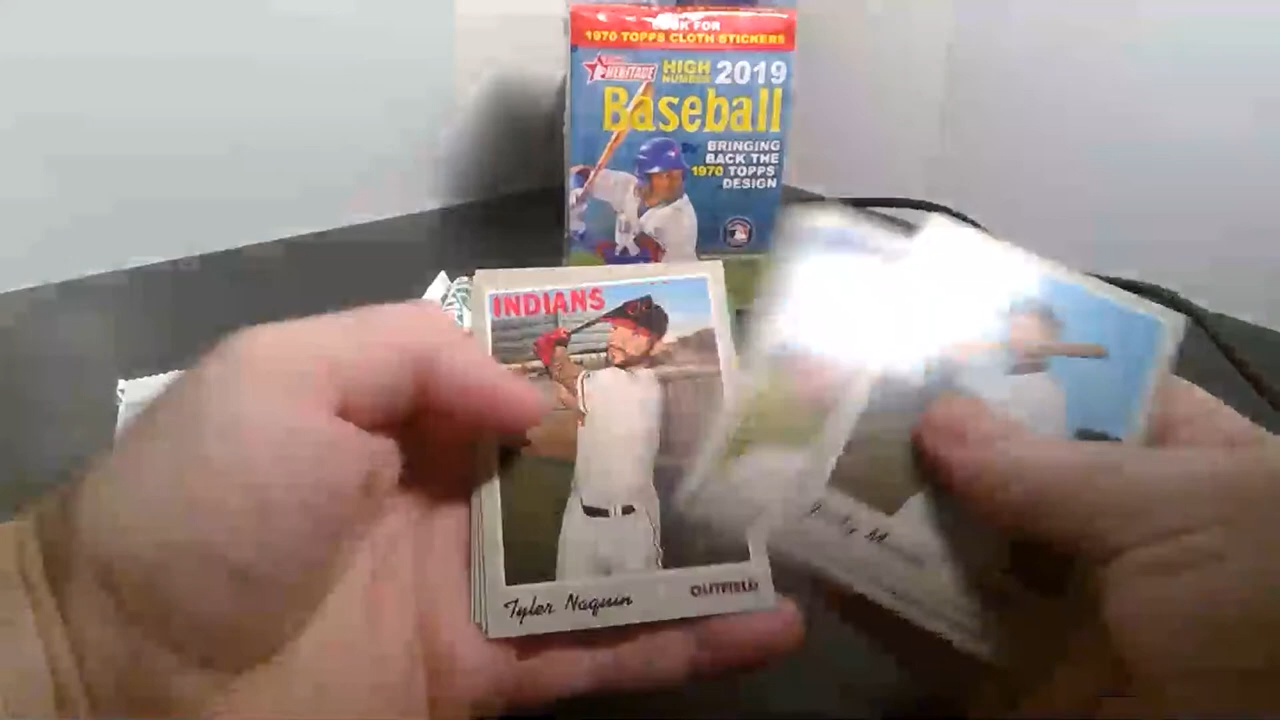 LOOK FOR
1970 TOPPS CLOTH STICKERS
HERITAGE
HIGH NUMBER 2019
Baseball
BRINGING
BACK THE
1970 TOPPS
DESIGN
INDIANS
Tyler Naquin
OUTFIELD